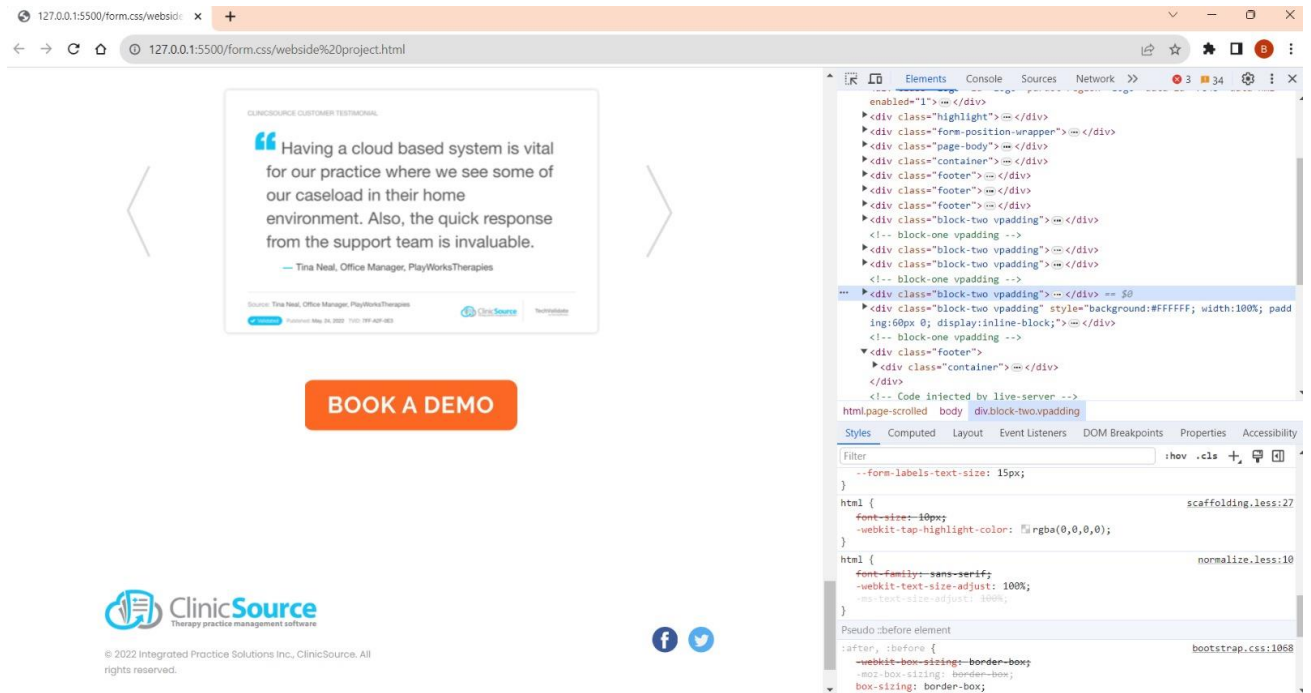 127.0.0.1:5500/form.css/webside
127.0.0.1:5500/form.css/webside%20project.html
B
Elements Console Sources Network 3 34
enabled="1">⋯</div>
<div class="highlight">⋯</div>
<div class="form-position-wrapper">⋯</div>
<div class="page-body">⋯</div>
<div class="container">⋯</div>
<div class="footer">⋯</div>
<div class="footer">⋯</div>
<div class="footer">⋯</div>
<div class="block-two vpadding">⋯</div>
<!-- block-one vpadding -->
<div class="block-two vpadding">⋯</div>
<div class="block-two vpadding">⋯</div>
<!-- block-one vpadding -->
<div class="block-two vpadding">⋯</div> == $0
<div class="block-two vpadding" style="background:#FFFFFF; width:100%; padd
ing:60px 0; display:inline-block;">⋯</div>
<!-- block-one vpadding -->
<div class="footer">
<div class="container">⋯</div>
</div>
<!-- Code injected by live-server -->
html.page-scrolled body div.block-two.vpadding
Styles Computed Layout Event Listeners DOM Breakpoints Properties Accessibility
Filter :hov .cls
--form-labels-text-size: 15px;
}
html { scaffolding.less:27
font-size: 10px;
-webkit-tap-highlight-color: rgba(0,0,0,0);
}
html { normalize.less:10
font-family: sans-serif;
-webkit-text-size-adjust: 100%;
-ms-text-size-adjust: 100%;
}
Pseudo ::before element
:after, :before { bootstrap.css:1068
-webkit-box-sizing: border-box;
-moz-box-sizing: border-box;
box-sizing: border-box;
CLINICSOURCE CUSTOMER TESTIMONIAL
“ Having a cloud based system is vital
for our practice where we see some of
our caseload in their home
environment. Also, the quick response
from the support team is invaluable.
— Tina Neal, Office Manager, PlayWorksTherapies
Source: Tina Neal, Office Manager, PlayWorksTherapies
ClinicSource TechValidate
Published: May. 24, 2022
BOOK A DEMO
ClinicSource
Therapy practice management software
© 2022 Integrated Practice Solutions Inc., ClinicSource. All
rights reserved.